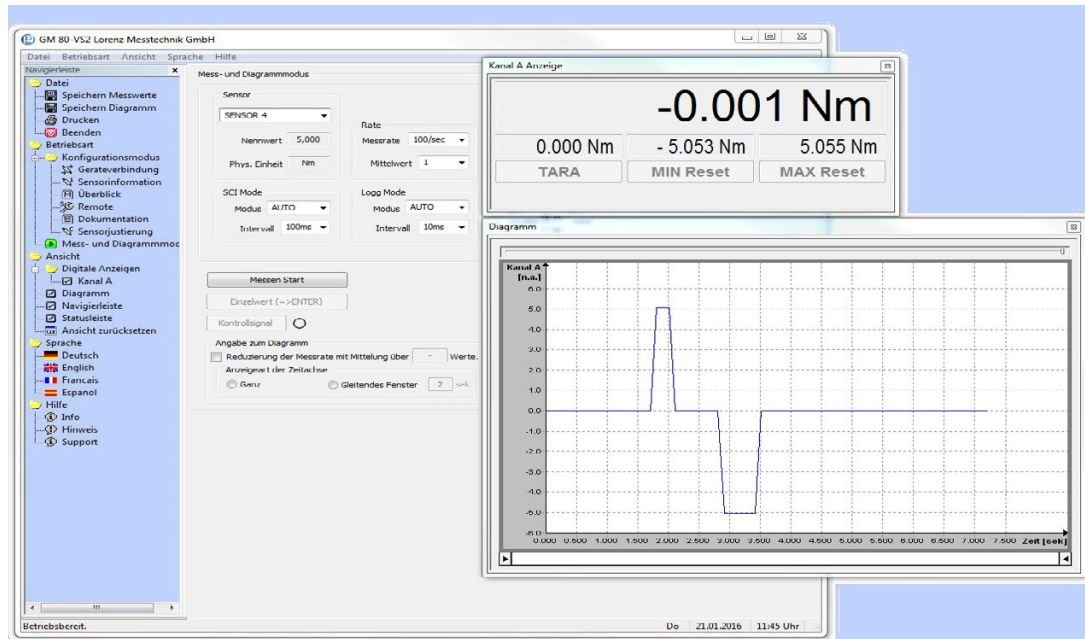 GM 80-VS2 Lorenz Messtechnik GmbH
Datei Betriebsart Ansicht Sprache Hilfe
Navigierleiste
Datei
Speichern Messwerte
Speichern Diagramm
Drucken
Beenden
Betriebsart
Konfigurationsmodus
Geräteverbindung
Sensorinformation
Überblick
Remote
Dokumentation
Sensorjustierung
Mess- und Diagrammmod
Ansicht
Digitale Anzeigen
Kanal A
Diagramm
Navigierleiste
Statusleiste
Ansicht zurücksetzen
Sprache
Deutsch
English
Francais
Espanol
Hilfe
Info
Hinweis
Support
Mess- und Diagrammmodus
Sensor
SENSOR 4
Nennwert 5,000
Phys. Einheit Nm
Rate
Messrate 100/sec
Mittelwert 1
SCI Mode
Modus AUTO
Intervall 100ms
Logg Mode
Modus AUTO
Intervall 10ms
Messen Start
Einzelwert (->ENTER)
Kontrollsignal
Angabe zum Diagramm
Reduzierung der Messrate mit Mittelung über - Werte.
Anzeigeart der Zeitachse
Ganz Gleitendes Fenster 2 sek
Kanal A Anzeige
-0.001 Nm
0.000 Nm - 5.053 Nm 5.055 Nm
TARA MIN Reset MAX Reset
Diagramm
Kanal A
[n.a.]
6.0
5.0
4.0
3.0
2.0
1.0
0.0
-1.0
-2.0
-3.0
-4.0
-5.0
-6.0
0.000 0.500 1.000 1.500 2.000 2.500 3.000 3.500 4.000 4.500 5.000 5.500 6.000 6.500 7.000 7.500 Zeit [sek]
Betriebsbereit. Do 21.01.2016 11:45 Uhr